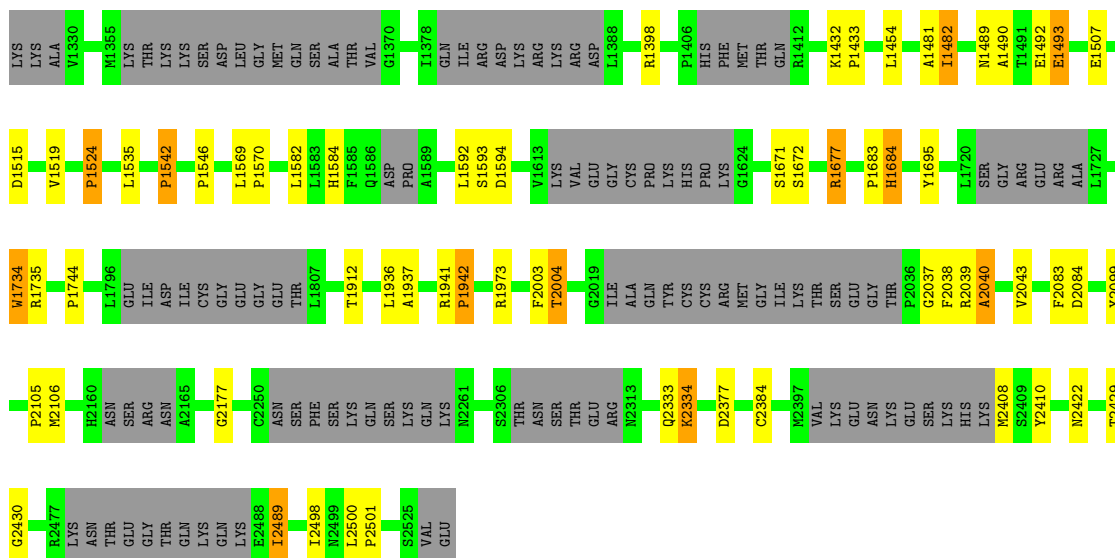 LYS LYS ALA V1330 M1355 LYS THR LYS LYS SER ASP LEU GLY MET GLN SER ALA THR VAL G1370 I1378 GLN ILE ARG ASP LYS ARG LYS ARG ASP L1388 R1398 P1406 HIS PHE MET THR GLN R1412 K1432 P1433 L1454 A1481 I1482 N1489 A1490 T1491 E1492 E1493 E1507
D1515 V1519 P1524 L1535 P1542 P1546 L1569 P1570 L1582 L1583 H1584 F1585 Q1586 ASP PRO A1589 L1592 S1593 D1594 V1613 LYS VAL GLU GLY CYS PRO LYS HIS PRO LYS G1624 S1671 S1672 R1677 P1683 H1684 Y1695 L1720 SER GLY ARG GLU ARG ALA L1727
W1734 R1735 P1744 L1796 GLU ILE ASP ILE CYS GLY GLU GLY GLU THR L1807 T1912 L1936 A1937 R1941 P1942 R1973 F2003 T2004 G2019 ILE ALA GLN TYR CYS CYS ARG MET GLY ILE LYS THR SER GLU GLY THR P2036 G2037 F2038 R2039 A2040 V2043 F2083 D2084 Y2099
P2105 M2106 H2160 ASN SER ARG ASN A2165 G2177 C2250 ASN SER PHE SER LYS GLN SER LYS GLN LYS N2261 S2306 THR ASN SER THR GLU ARG N2313 Q2333 K2334 D2377 C2384 M2397 VAL LYS GLU ASN LYS GLU SER LYS HIS LYS M2408 S2409 Y2410 N2422 T2429
G2430 R2477 LYS ASN THR GLU GLY THR GLN LYS GLN LYS E2488 I2489 I2498 N2499 L2500 P2501 S2525 VAL GLU